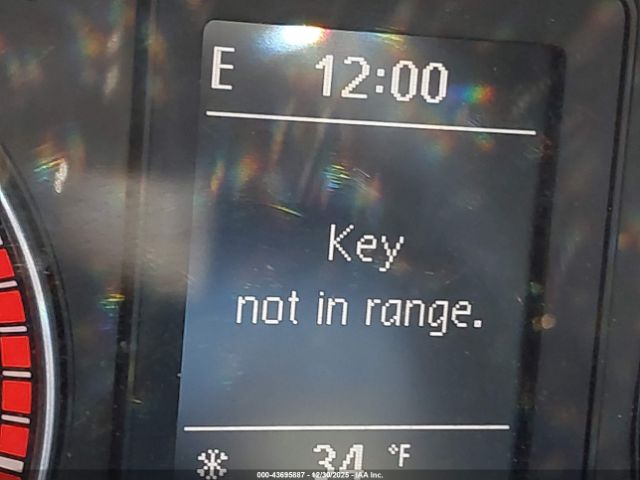 E 12:00
Key
not in range.
34 °F
000-43695887 - 12/30/2025 - IAA Inc.